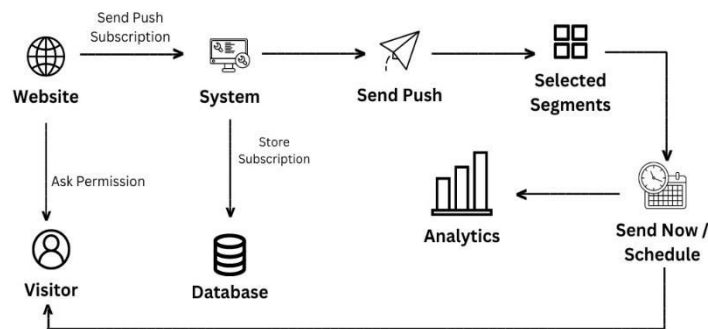 Send Push
Subscription
Website
System
Send Push
Selected
Segments
Ask Permission
Store
Subscription
Analytics
Send Now /
Schedule
Visitor
Database